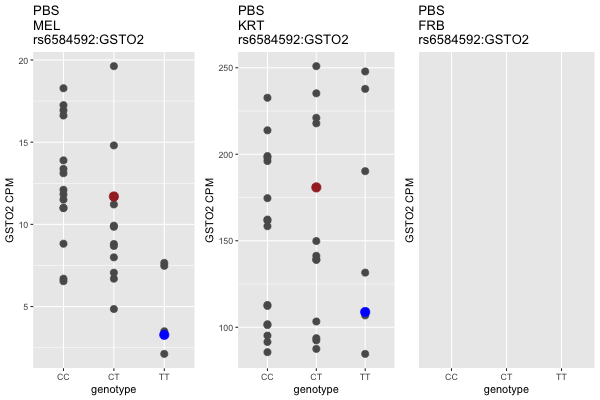 PBS
MEL
rs6584592:GSTO2
20
15
10
5
GSTO2 CPM
CC
CT
TT
genotype
PBS
KRT
rs6584592:GSTO2
250
200
150
100
GSTO2 CPM
CC
CT
TT
genotype
PBS
FRB
rs6584592:GSTO2
GSTO2 CPM
CC
CT
TT
genotype